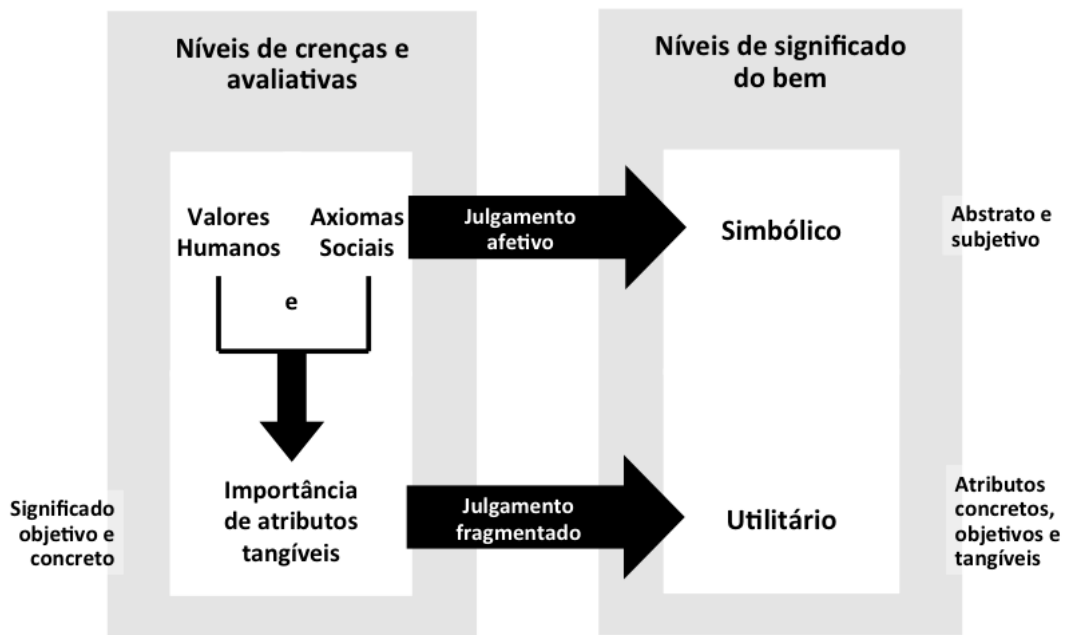 Níveis de crenças e
avaliativas
Níveis de significado
do bem
Valores
Humanos
e
Axiomas
Sociais
Julgamento
afetivo
Simbólico
Abstrato e
subjetivo
Significado
objetivo e
concreto
Importância
de atributos
tangíveis
Julgamento
fragmentado
Utilitário
Atributos
concretos,
objetivos e
tangíveis